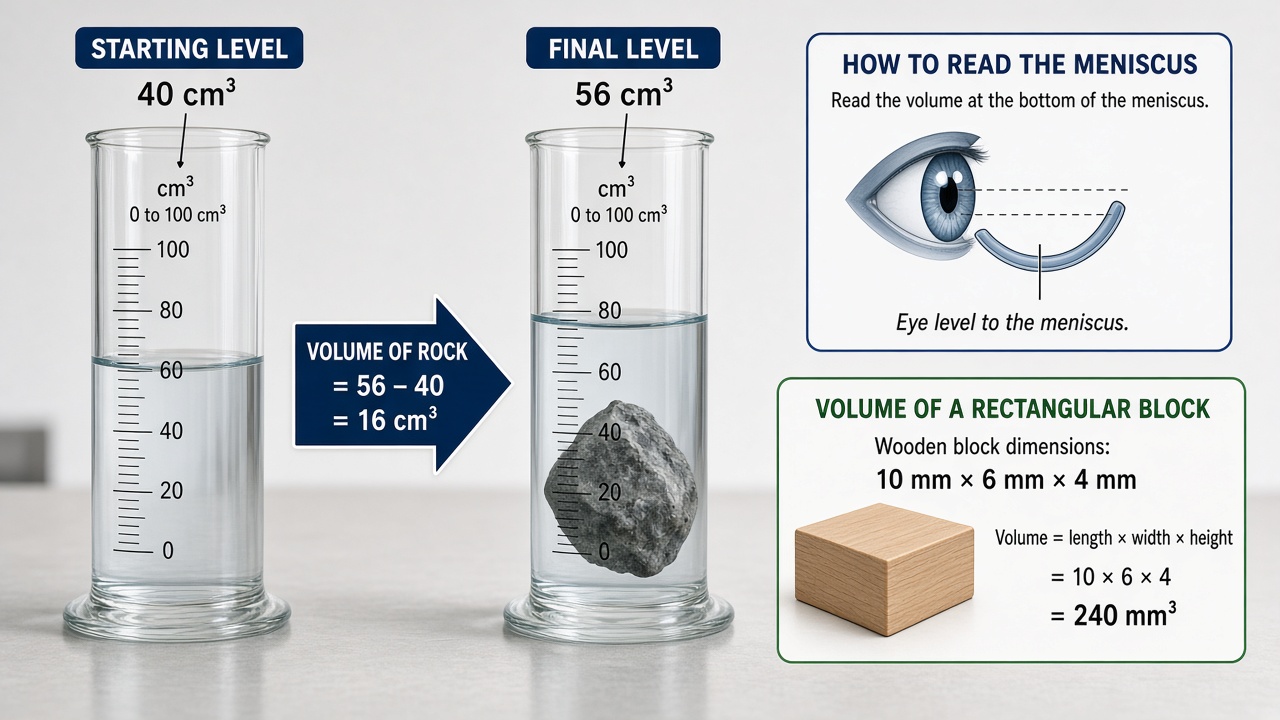 STARTING LEVEL
40 cm³
cm³
0 to 100 cm³
100
80
60
40
20
0
VOLUME OF ROCK
= 56 – 40
= 16 cm³
FINAL LEVEL
56 cm³
cm³
0 to 100 cm³
100
80
60
40
20
0
HOW TO READ THE MENISCUS
Read the volume at the bottom of the meniscus.
Eye level to the meniscus.
VOLUME OF A RECTANGULAR BLOCK
Wooden block dimensions:
10 mm × 6 mm × 4 mm
Volume = length × width × height
= 10 × 6 × 4
= 240 mm³